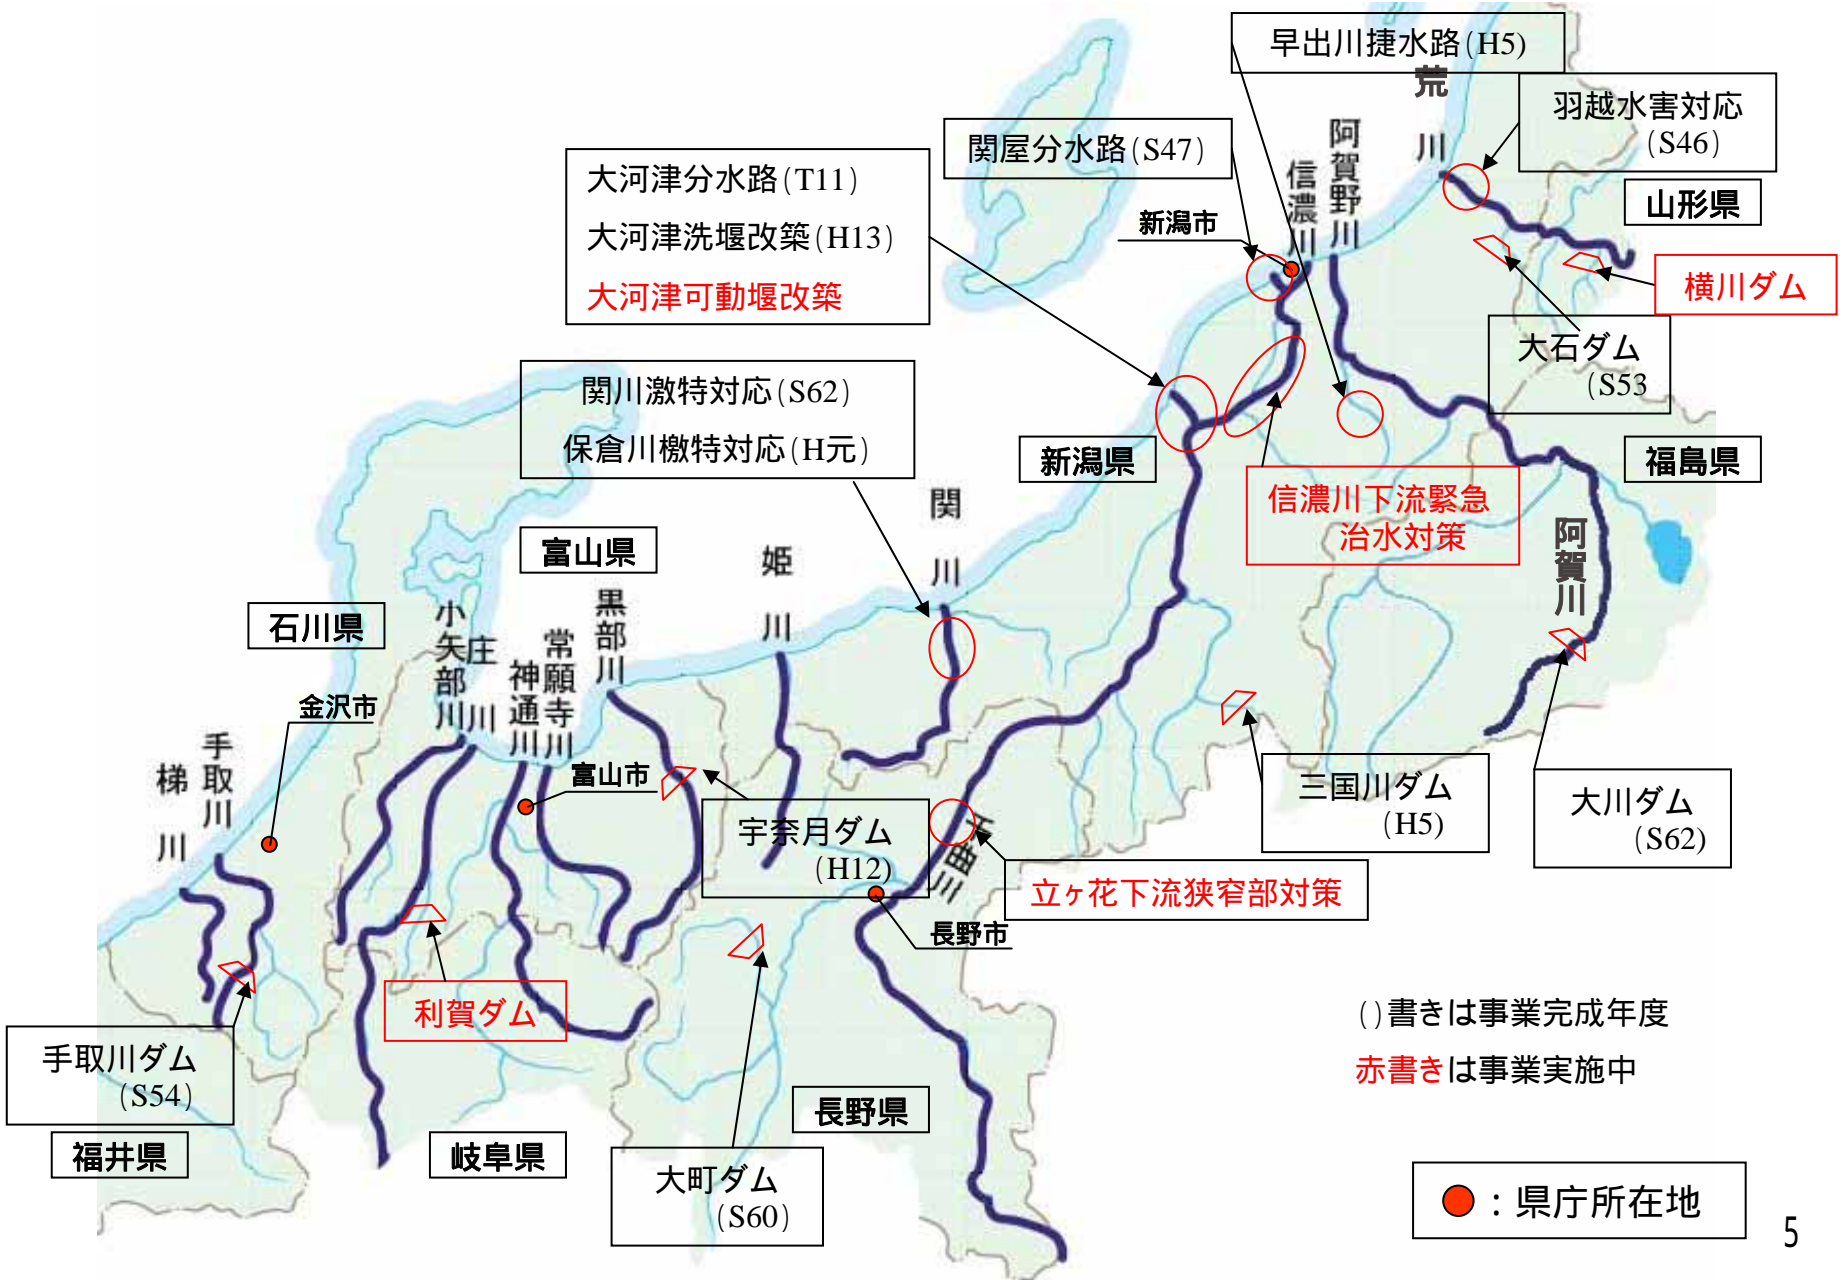 早出川捷水路(H5)
荒川
羽越水害対応
(S46)
関屋分水路(S47)
阿賀野川
信濃川
大河津分水路(T11)
大河津洗堰改築(H13)
大河津可動堰改築
新潟市
山形県
横川ダム
大石ダム
(S53
関川激特対応(S62)
保倉川檄特対応(H元)
新潟県
福島県
信濃川下流緊急
治水対策
関川
阿賀川
富山県
姫川
黒部川
石川県
小矢部川
庄川
神通川
常願寺川
金沢市
手取川
梯川
富山市
宇奈月ダム
(H12)
三国川ダム
(H5)
大川ダム
(S62)
千曲川
立ヶ花下流狭窄部対策
長野市
利賀ダム
手取川ダム
(S54)
()書きは事業完成年度
赤書きは事業実施中
長野県
福井県
岐阜県
大町ダム
(S60)
：県庁所在地
5